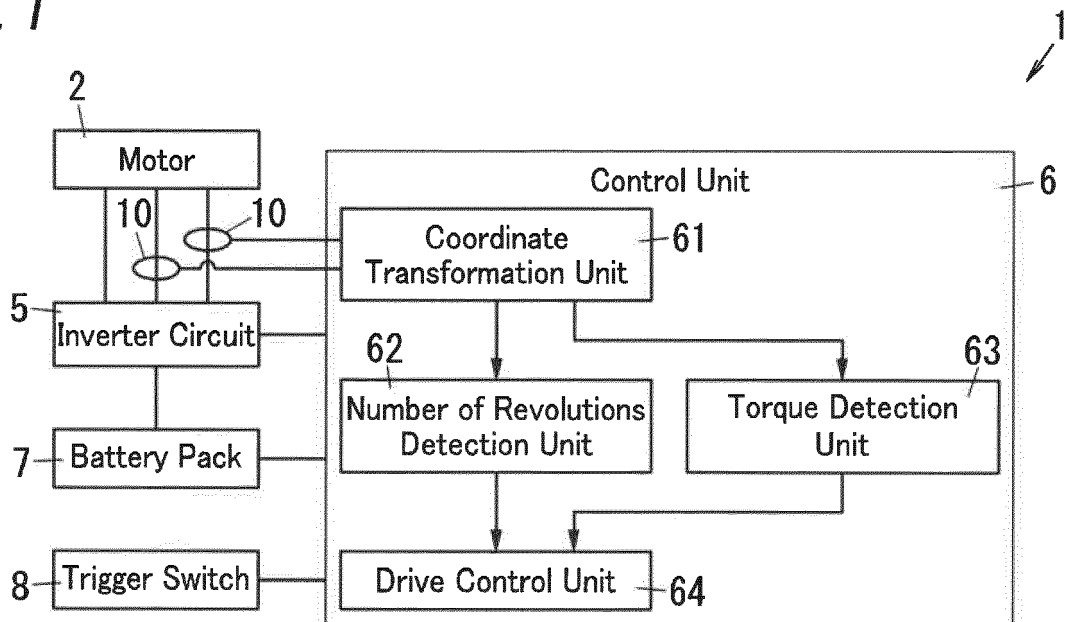 1
2
Motor
Control Unit
6
10
10
Coordinate
Transformation Unit
61
5
Inverter Circuit
62
63
Number of Revolutions
Detection Unit
Torque Detection
Unit
7
Battery Pack
8
Trigger Switch
Drive Control Unit
64